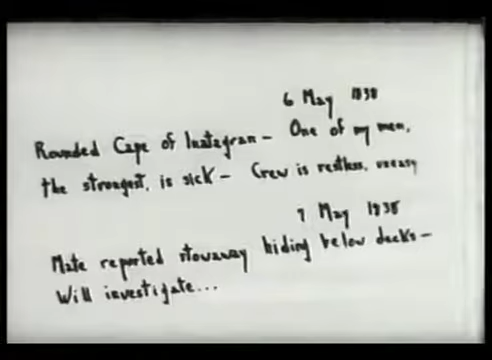 6 May 1838
Rounded Cape of Instagran - One of my men,
the strongest, is sick - Crew is restless, uneasy
7 May 1838
Mate reported stowaway hiding below decks -
Will investigate...